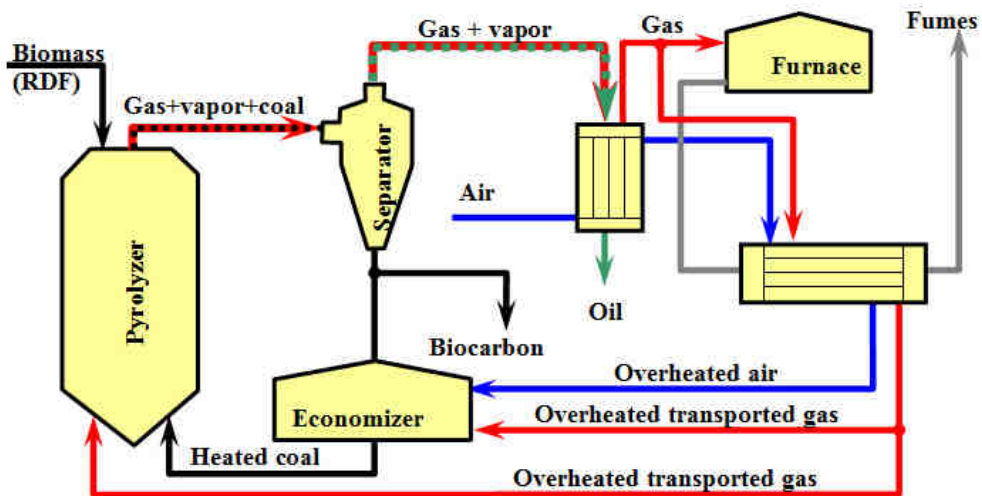 Biomass
(RDF)
Gas+vapor+coal
Gas + vapor
Gas
Fumes
Furnace
Separator
Air
Pyrolyzer
Oil
Biocarbon
Overheated air
Economizer
Overheated transported gas
Heated coal
Overheated transported gas